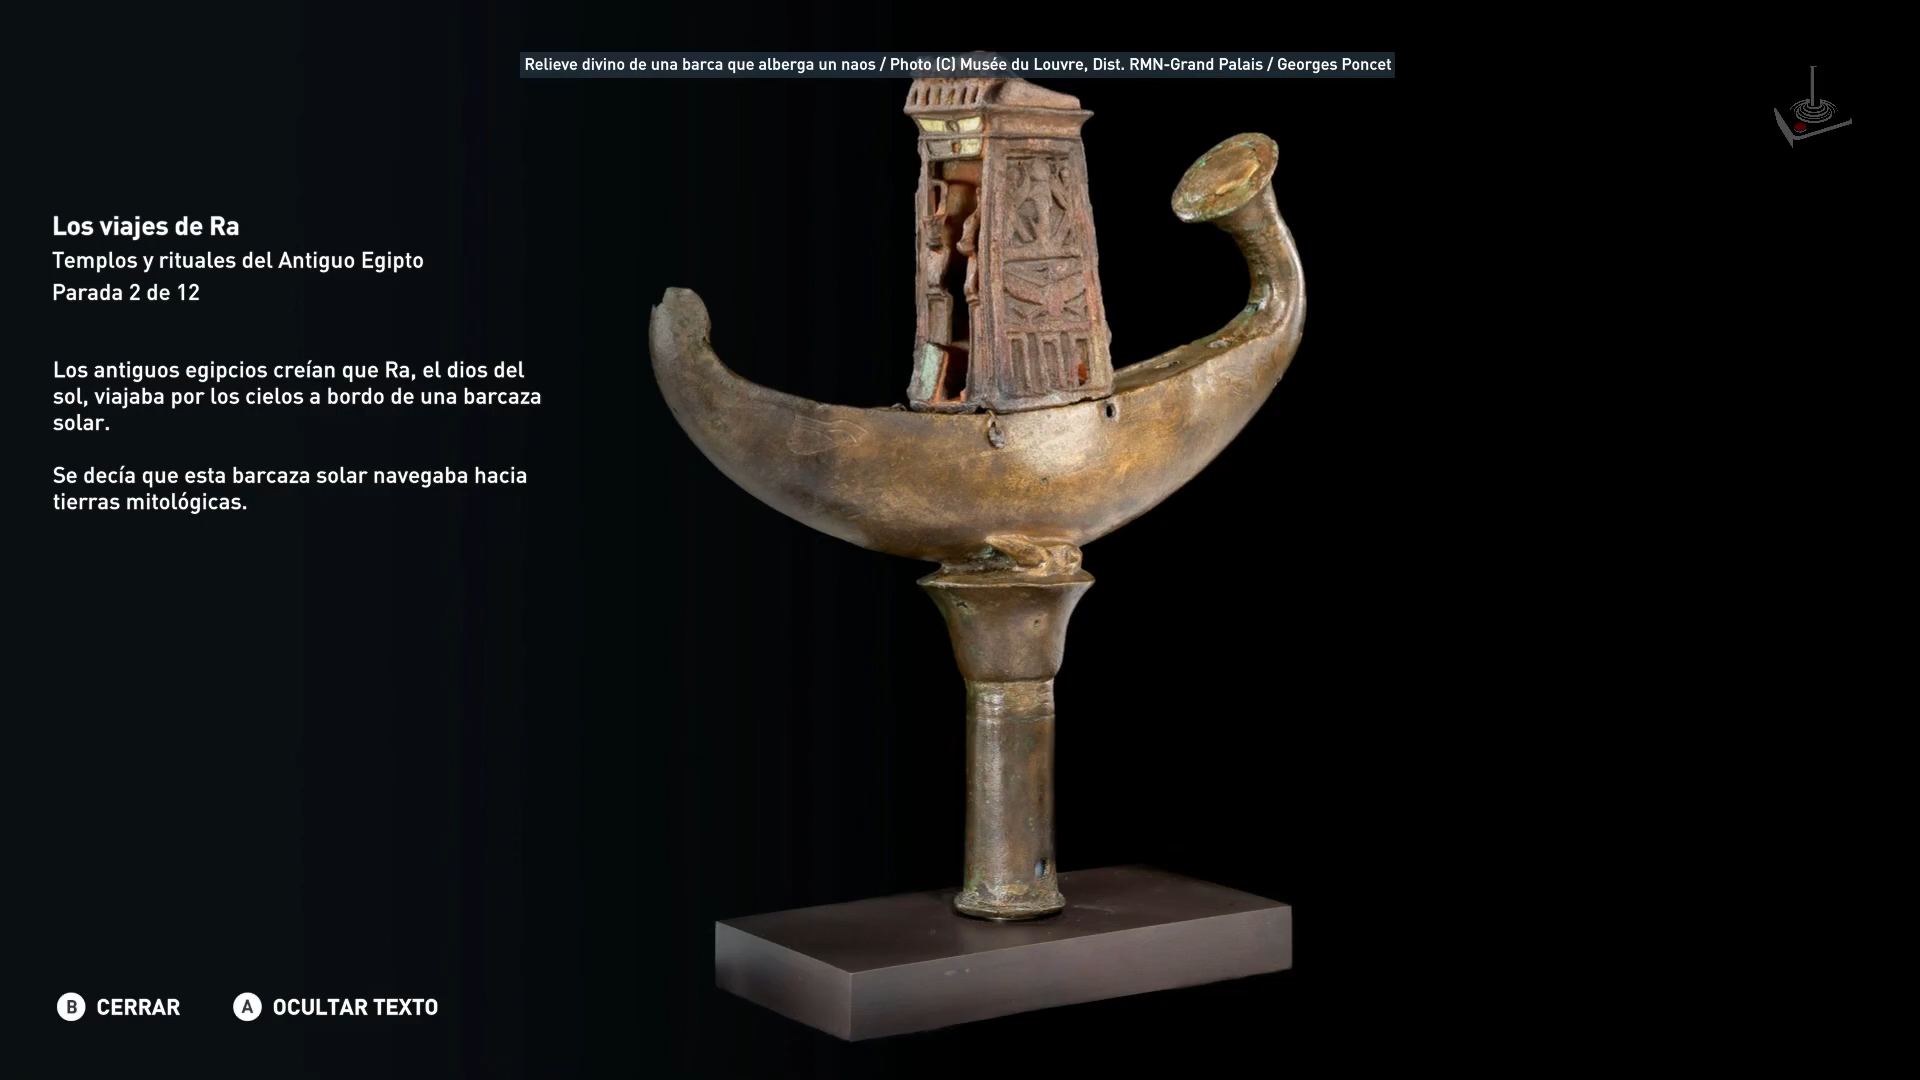 Relieve divino de una barca que alberga un naos / Photo (C) Musée du Louvre, Dist. RMN-Grand Palais / Georges Poncet
Los viajes de Ra
Templos y rituales del Antiguo Egipto
Parada 2 de 12
Los antiguos egipcios creían que Ra, el dios del
sol, viajaba por los cielos a bordo de una barcaza
solar.
Se decía que esta barcaza solar navegaba hacia
tierras mitológicas.
B CERRAR
A OCULTAR TEXTO